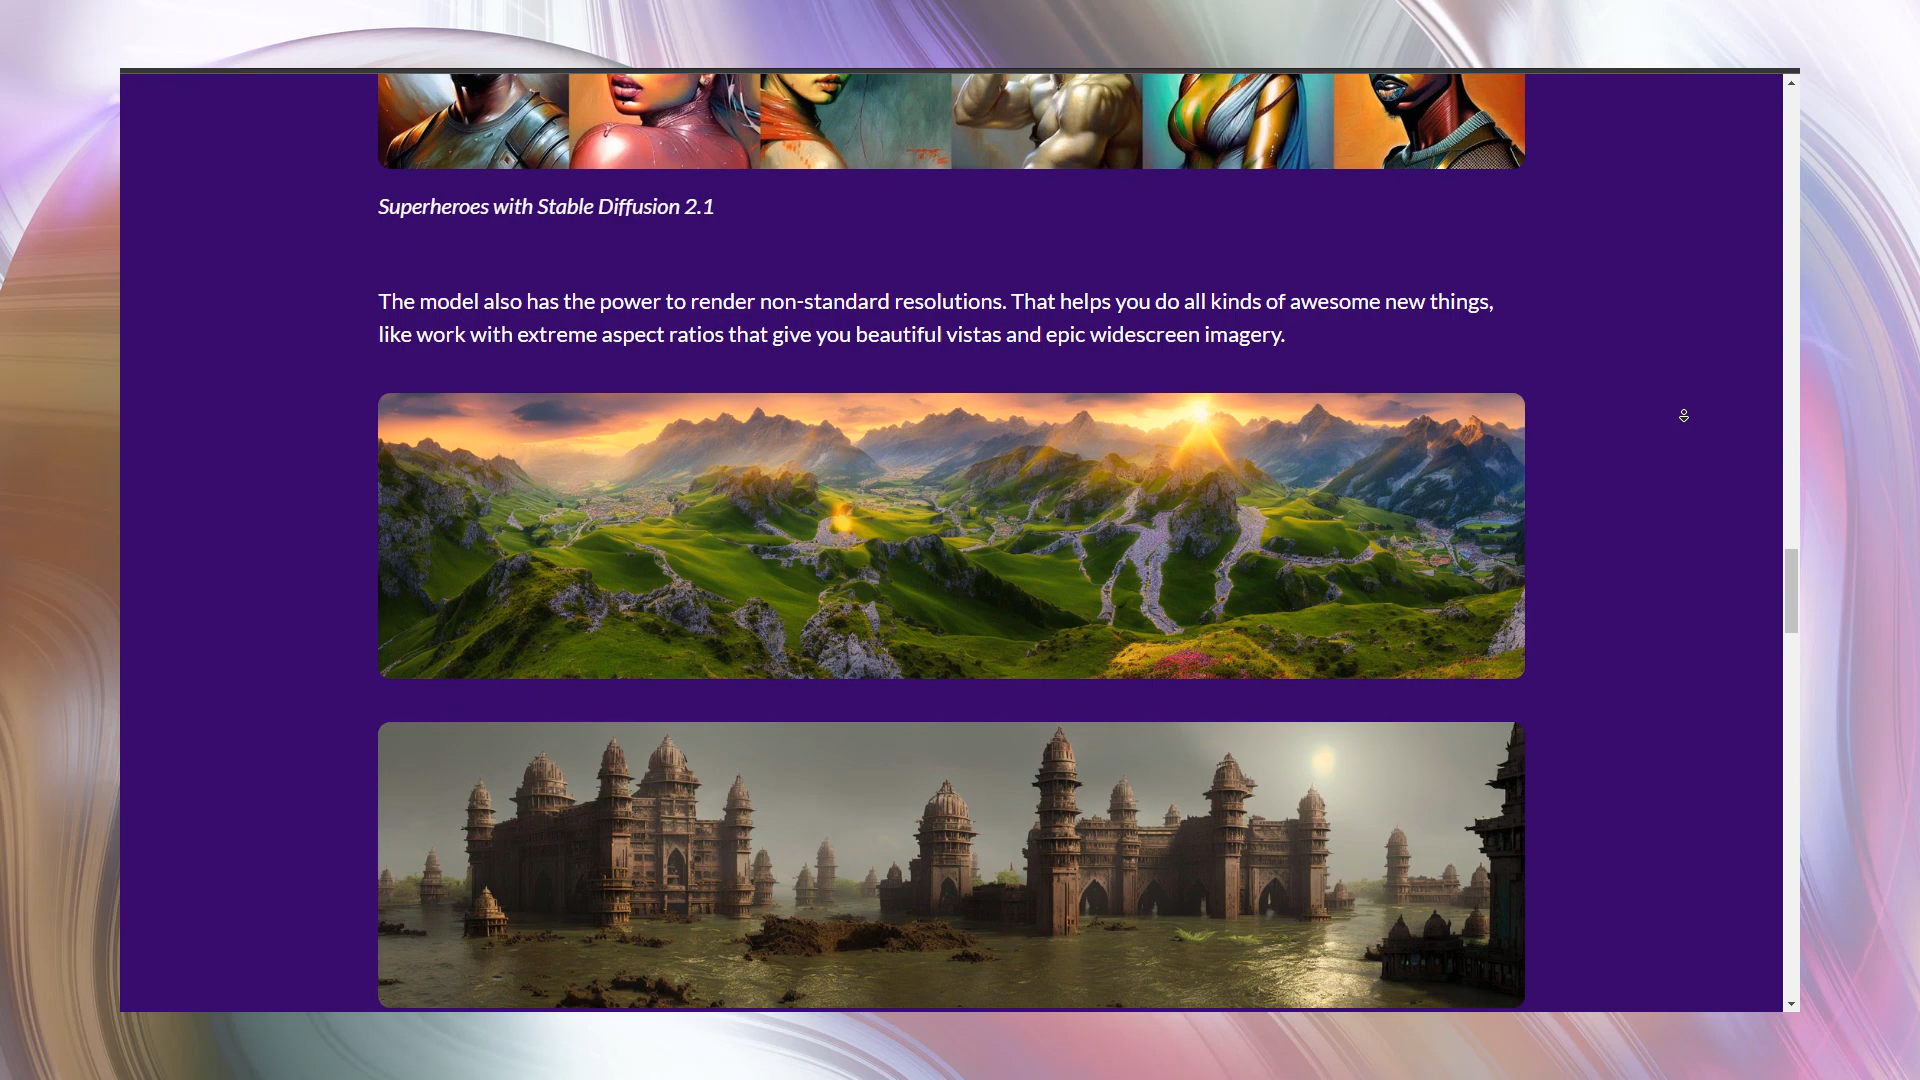 Superheroes with Stable Diffusion 2.1
The model also has the power to render non-standard resolutions. That helps you do all kinds of awesome new things,
like work with extreme aspect ratios that give you beautiful vistas and epic widescreen imagery.